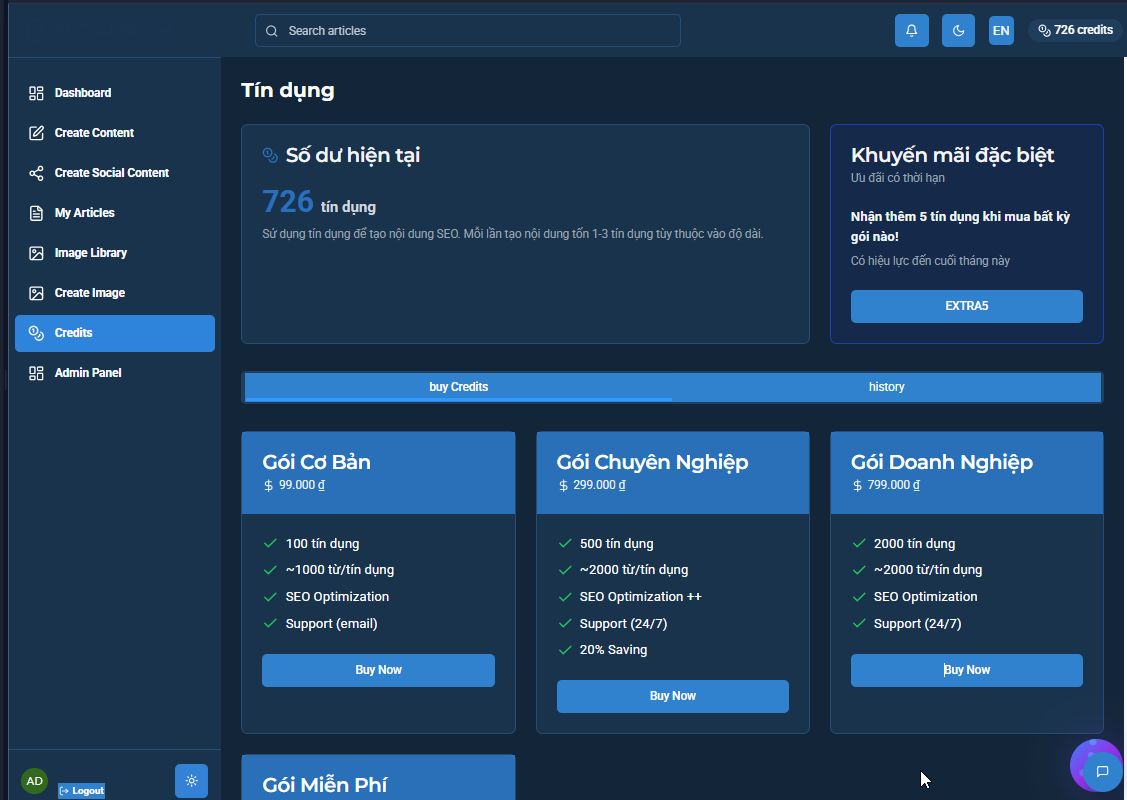 Search articles
EN
726 credits
Dashboard
Create Content
Create Social Content
My Articles
Image Library
Create Image
Credits
Admin Panel
AD
Logout
Tín dụng
Số dư hiện tại
726 tín dụng
Sử dụng tín dụng để tạo nội dung SEO. Mỗi lần tạo nội dung tốn 1-3 tín dụng tùy thuộc vào độ dài.
Khuyến mãi đặc biệt
Ưu đãi có thời hạn
Nhận thêm 5 tín dụng khi mua bất kỳ
gói nào!
Có hiệu lực đến cuối tháng này
EXTRA5
buy Credits
history
Gói Cơ Bản
$ 99.000 ₫
100 tín dụng
~1000 từ/tín dụng
SEO Optimization
Support (email)
Buy Now
Gói Chuyên Nghiệp
$ 299.000 ₫
500 tín dụng
~2000 từ/tín dụng
SEO Optimization ++
Support (24/7)
20% Saving
Buy Now
Gói Doanh Nghiệp
$ 799.000 ₫
2000 tín dụng
~2000 từ/tín dụng
SEO Optimization
Support (24/7)
Buy Now
Gói Miễn Phí